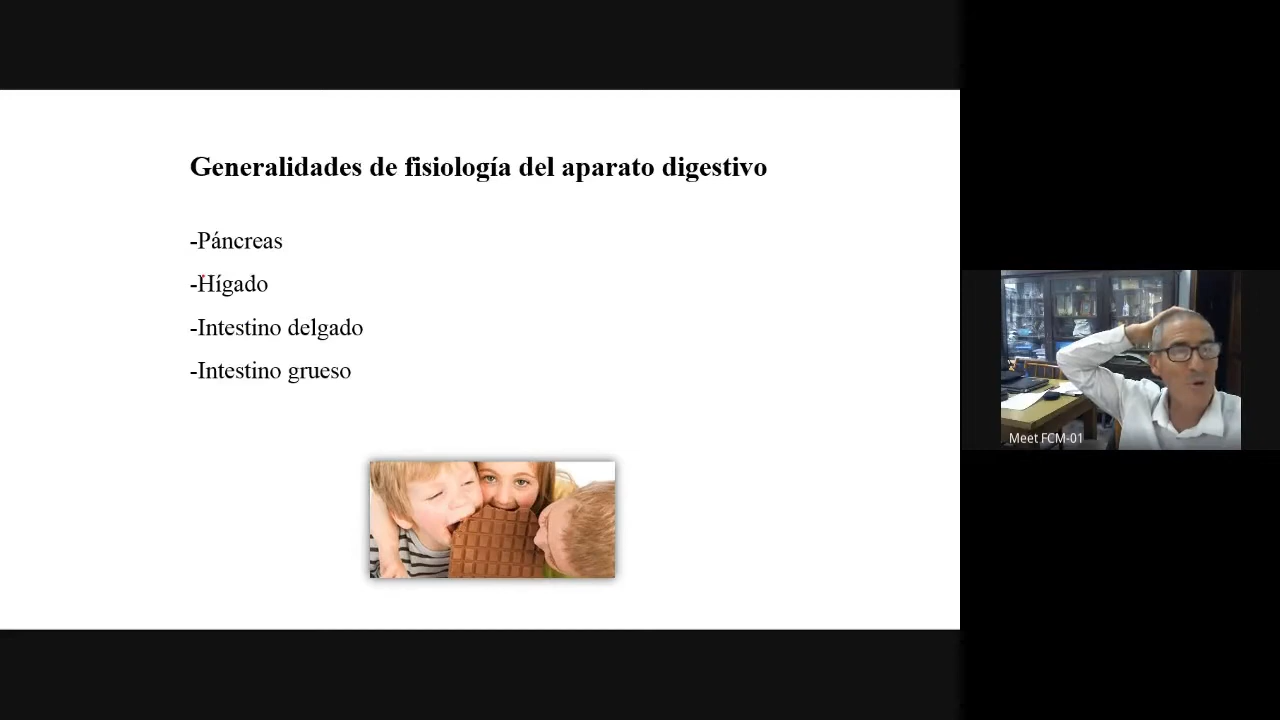 Generalidades de fisiología del aparato digestivo
-Páncreas
-Hígado
-Intestino delgado
-Intestino grueso
Meet FCM-01